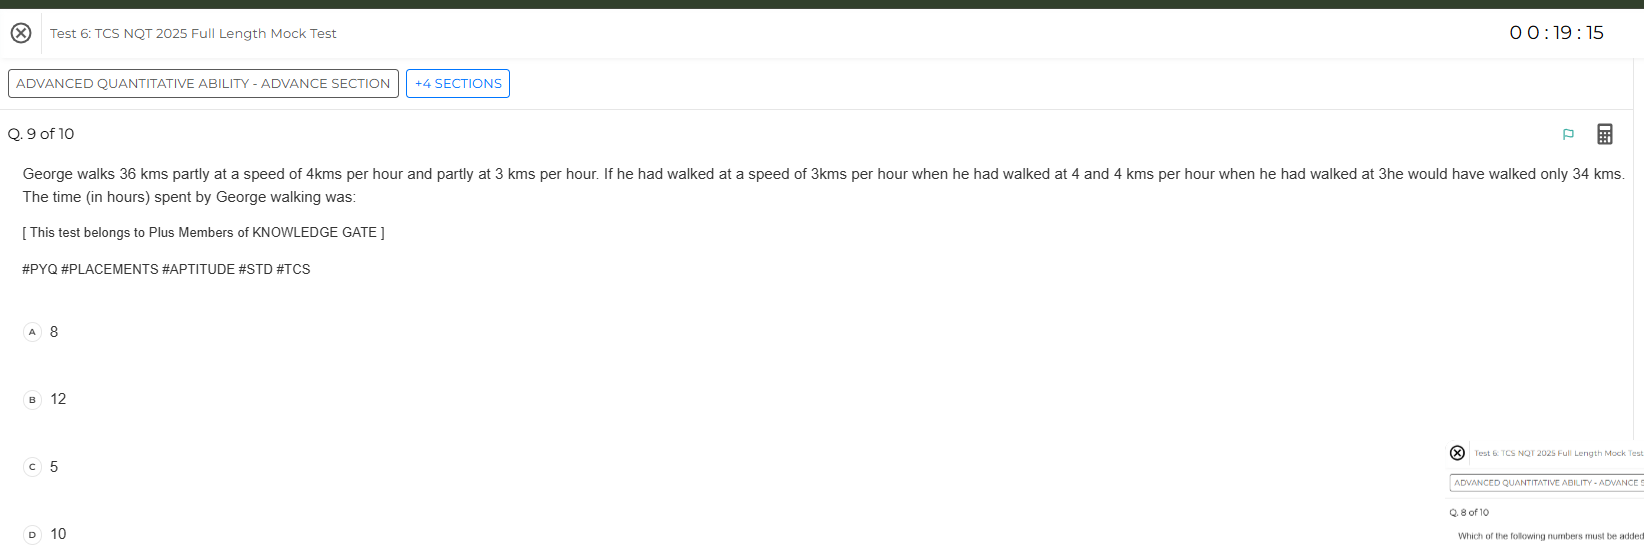 Test 6: TCS NQT 2025 Full Length Mock Test
00:19:15
ADVANCED QUANTITATIVE ABILITY - ADVANCE SECTION
+4 SECTIONS
Q. 9 of 10
George walks 36 kms partly at a speed of 4kms per hour and partly at 3 kms per hour. If he had walked at a speed of 3kms per hour when he had walked at 4 and 4 kms per hour when he had walked at 3he would have walked only 34 kms.
The time (in hours) spent by George walking was:
[ This test belongs to Plus Members of KNOWLEDGE GATE ]
#PYQ #PLACEMENTS #APTITUDE #STD #TCS
A 8
B 12
C 5
D 10
Test 6: TCS NQT 2025 Full Length Mock Test
ADVANCED QUANTITATIVE ABILITY - ADVANCE S
Q. 8 of 10
Which of the following numbers must be added